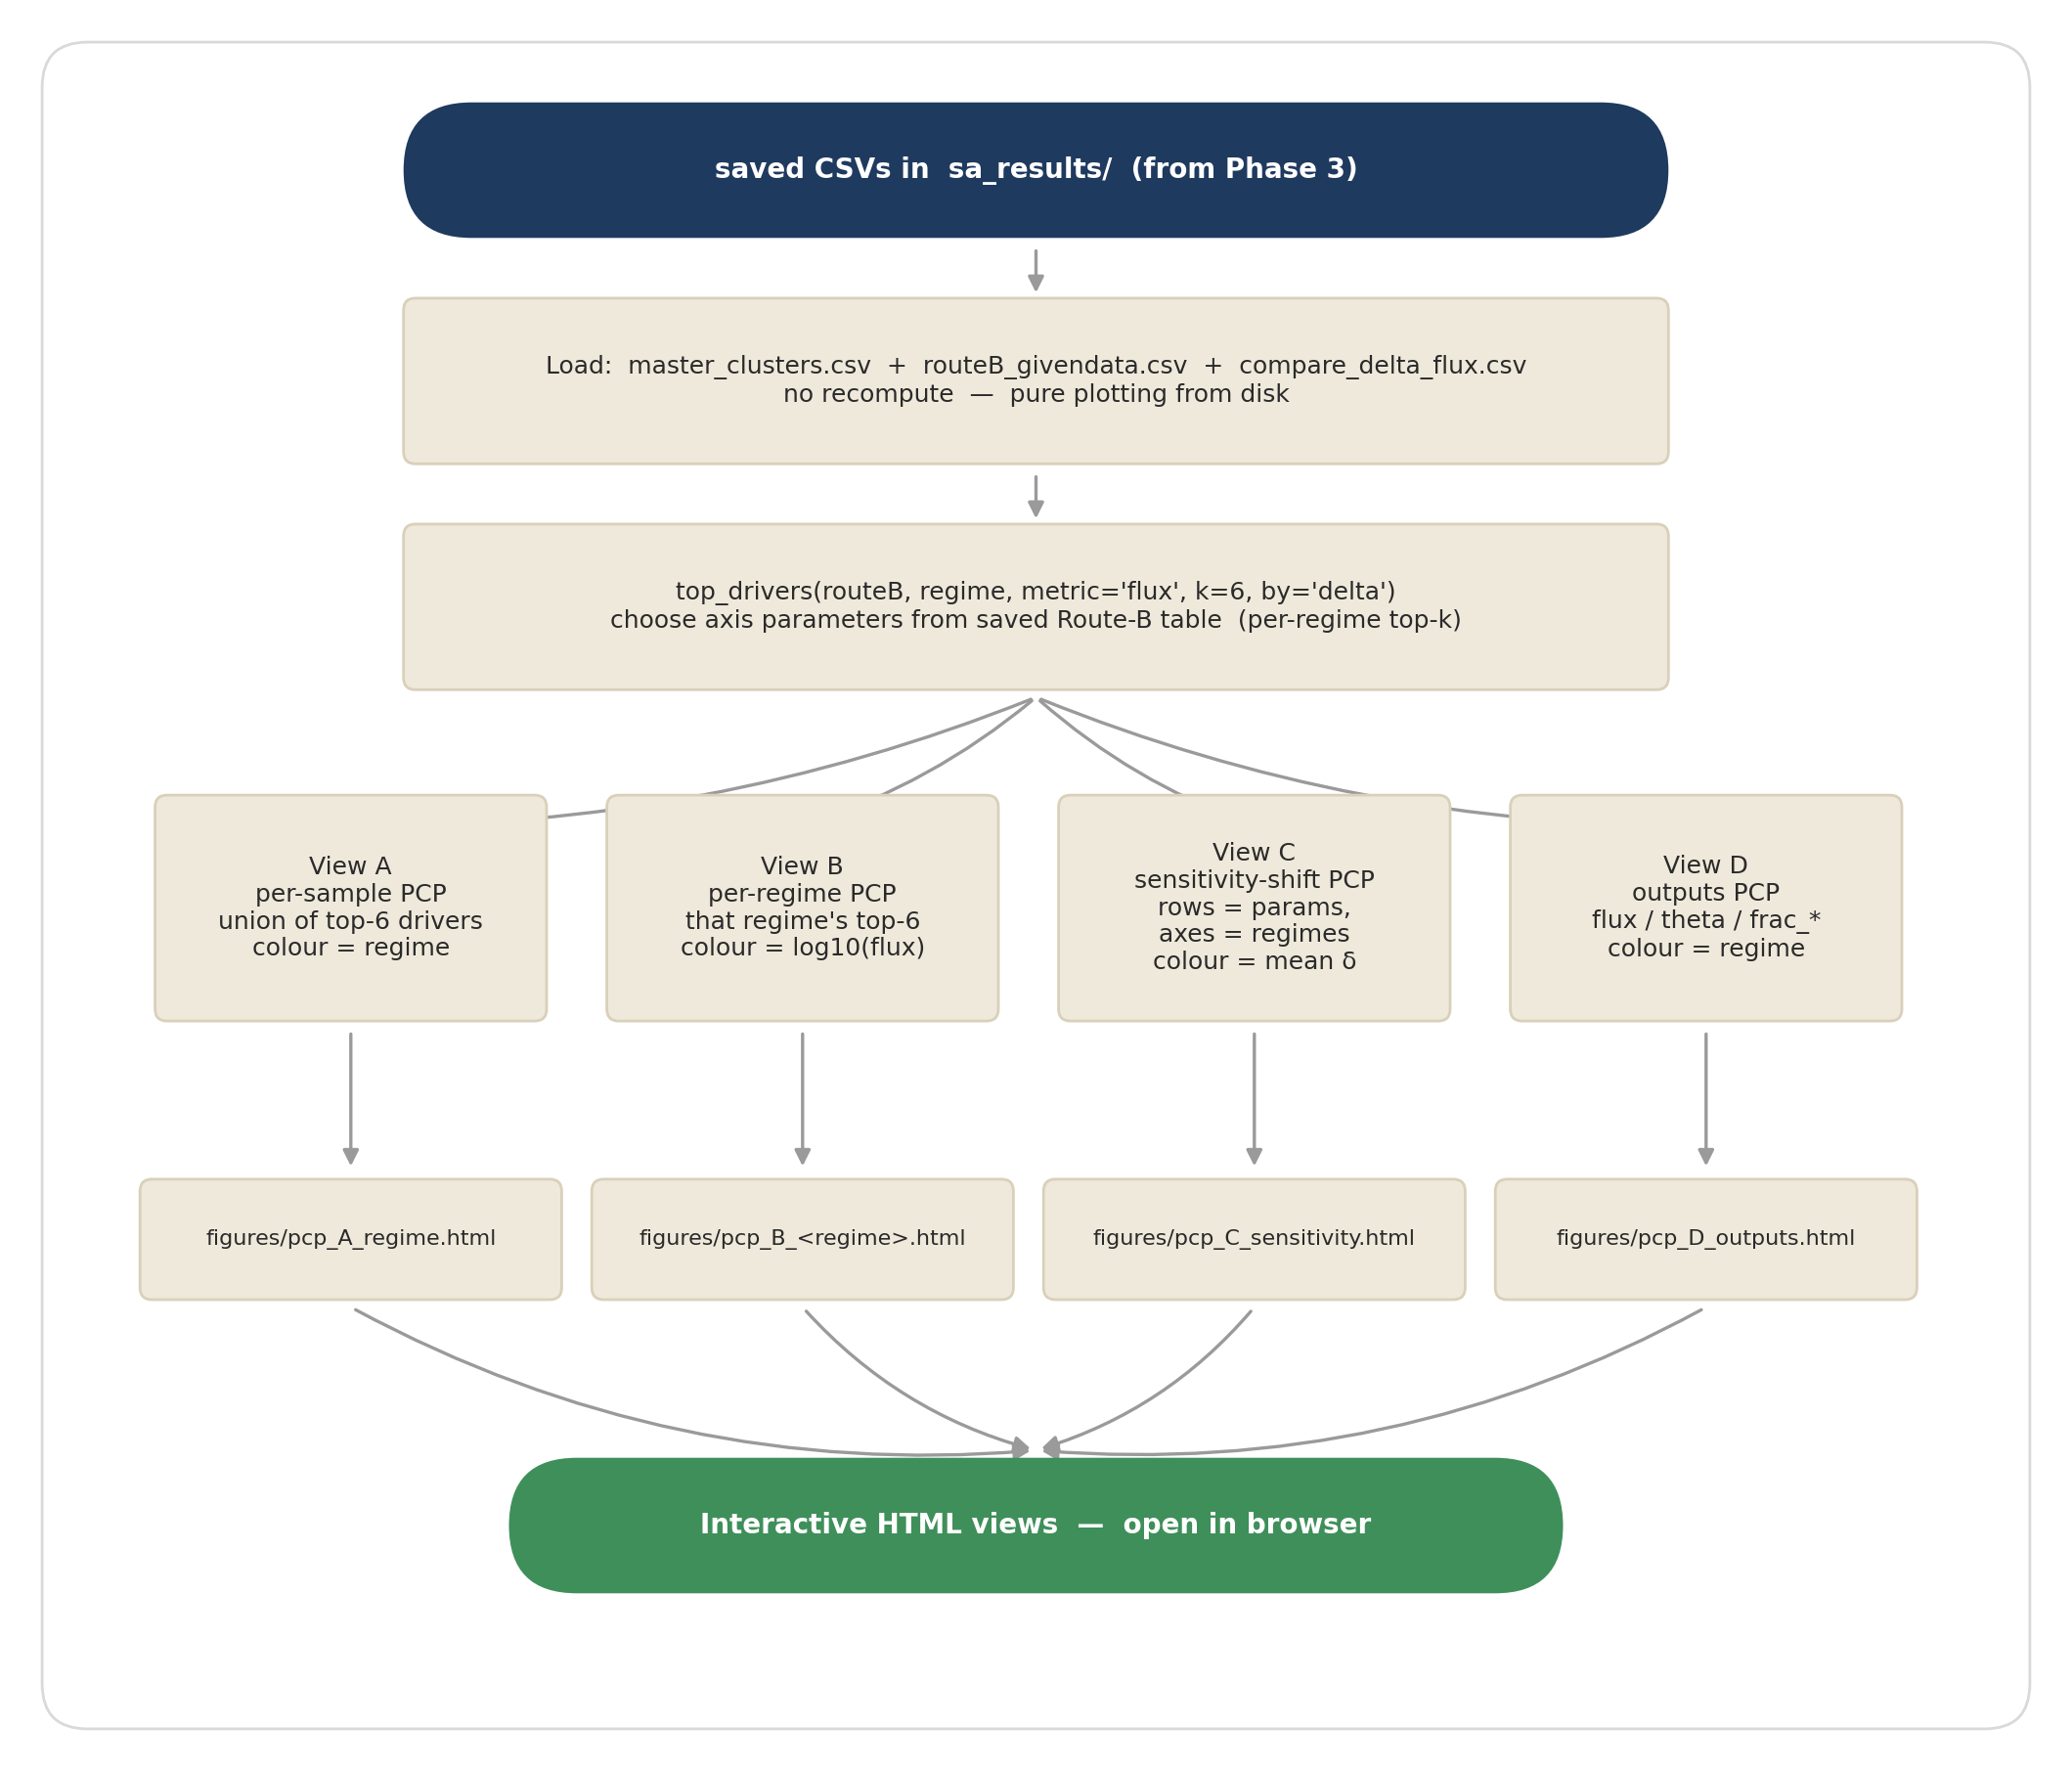 saved CSVs in  sa_results/  (from Phase 3)
Load:  master_clusters.csv  +  routeB_givendata.csv  +  compare_delta_flux.csv
no recompute  —  pure plotting from disk
top_drivers(routeB, regime, metric='flux', k=6, by='delta')
choose axis parameters from saved Route-B table  (per-regime top-k)
View A
per-sample PCP
union of top-6 drivers
colour = regime
View B
per-regime PCP
that regime's top-6
colour = log10(flux)
View C
sensitivity-shift PCP
rows = params,
axes = regimes
colour = mean δ
View D
outputs PCP
flux / theta / frac_*
colour = regime
figures/pcp_A_regime.html
figures/pcp_B_<regime>.html
figures/pcp_C_sensitivity.html
figures/pcp_D_outputs.html
Interactive HTML views  —  open in browser